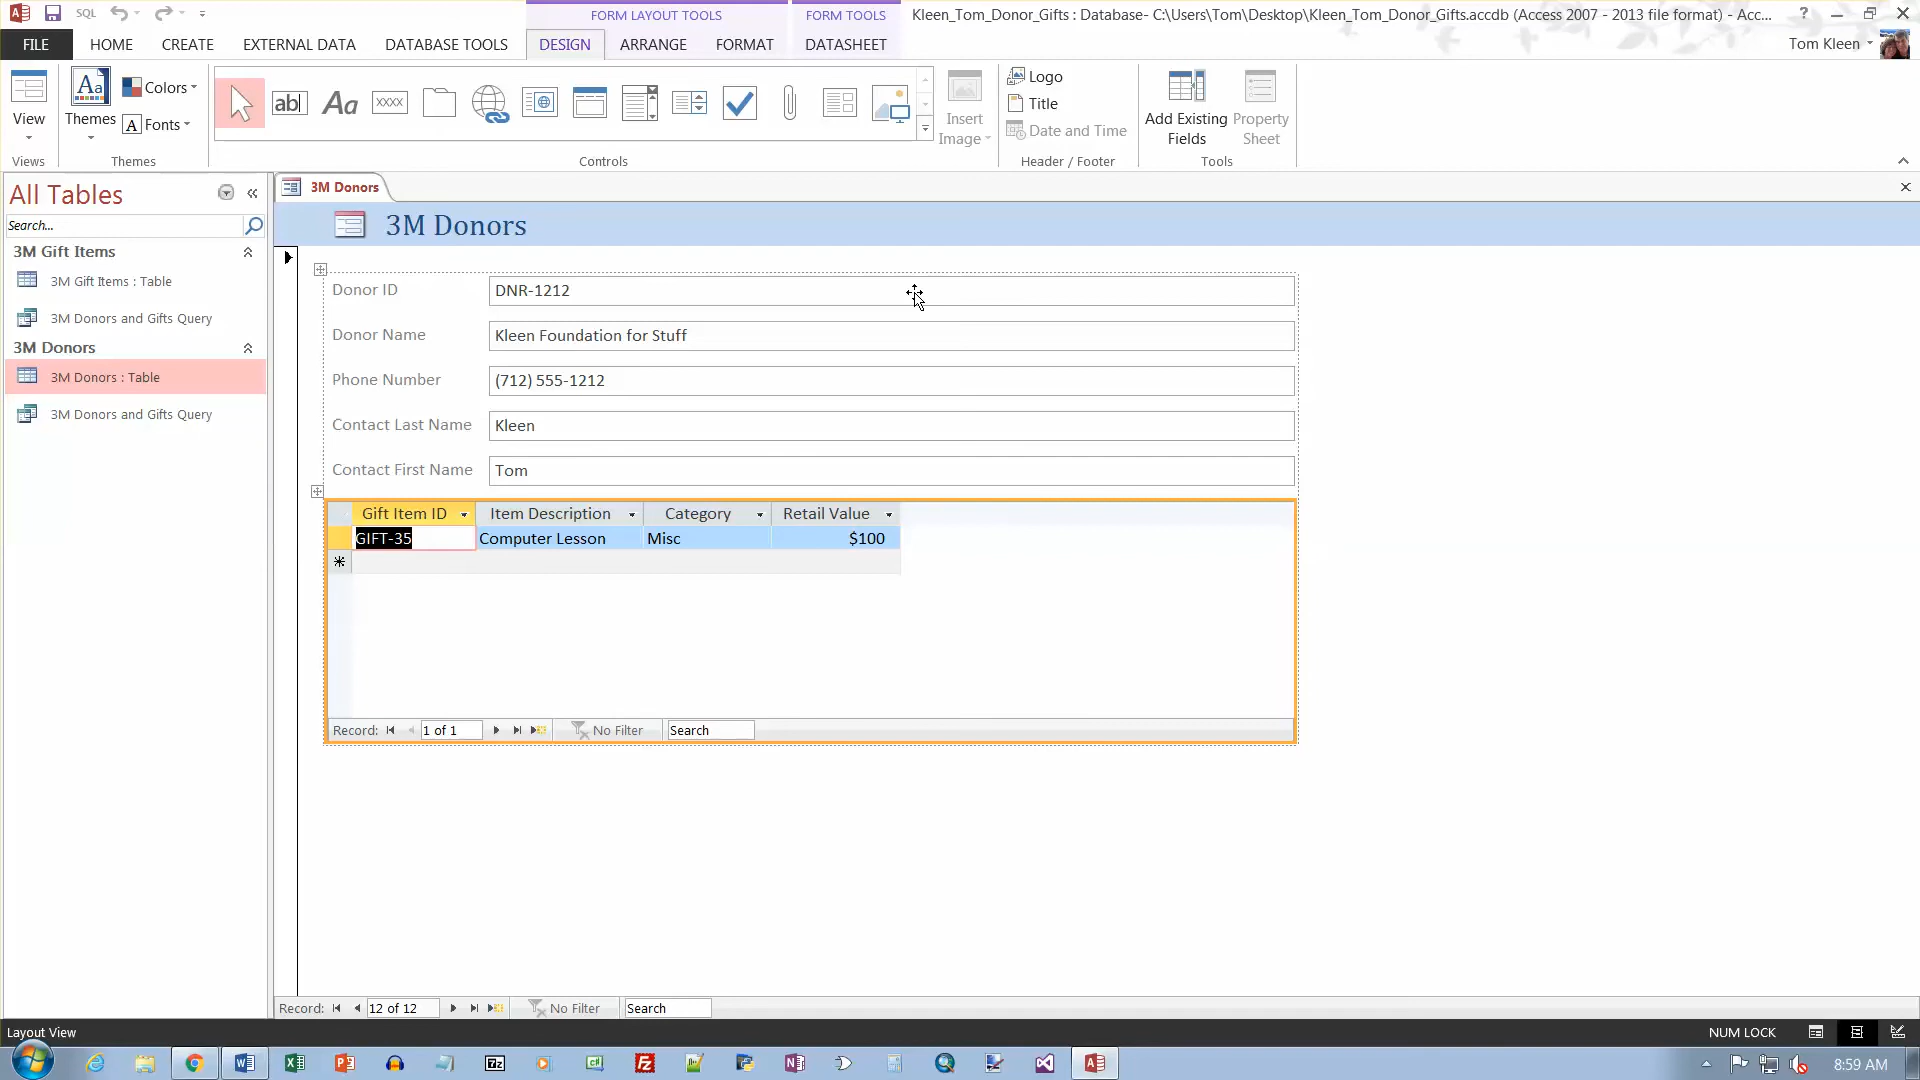 SQL
FORM LAYOUT TOOLS
FORM TOOLS
Kleen_Tom_Donor_Gifts : Database- C:\Users\Tom\Desktop\Kleen_Tom_Donor_Gifts.accdb (Access 2007 - 2013 file format) - Acc...
?
FILE
HOME
CREATE
EXTERNAL DATA
DATABASE TOOLS
DESIGN
ARRANGE
FORMAT
DATASHEET
Tom Kleen
View
Views
Aa
Themes
Colors
A Fonts
Themes
ab
Aa
XXXX
Controls
Insert
Image
Logo
Title
Date and Time
Header / Footer
Add Existing
Fields
Property
Sheet
Tools
All Tables
Search...
3M Gift Items
3M Gift Items : Table
3M Donors and Gifts Query
3M Donors
3M Donors : Table
3M Donors and Gifts Query
3M Donors
3M Donors
Donor ID
DNR-1212
Donor Name
Kleen Foundation for Stuff
Phone Number
(712) 555-1212
Contact Last Name
Kleen
Contact First Name
Tom
Gift Item ID
Item Description
Category
Retail Value
GIFT-35
Computer Lesson
Misc
$100
Record:
1 of 1
No Filter
Search
Record:
12 of 12
No Filter
Search
Layout View
NUM LOCK
8:59 AM